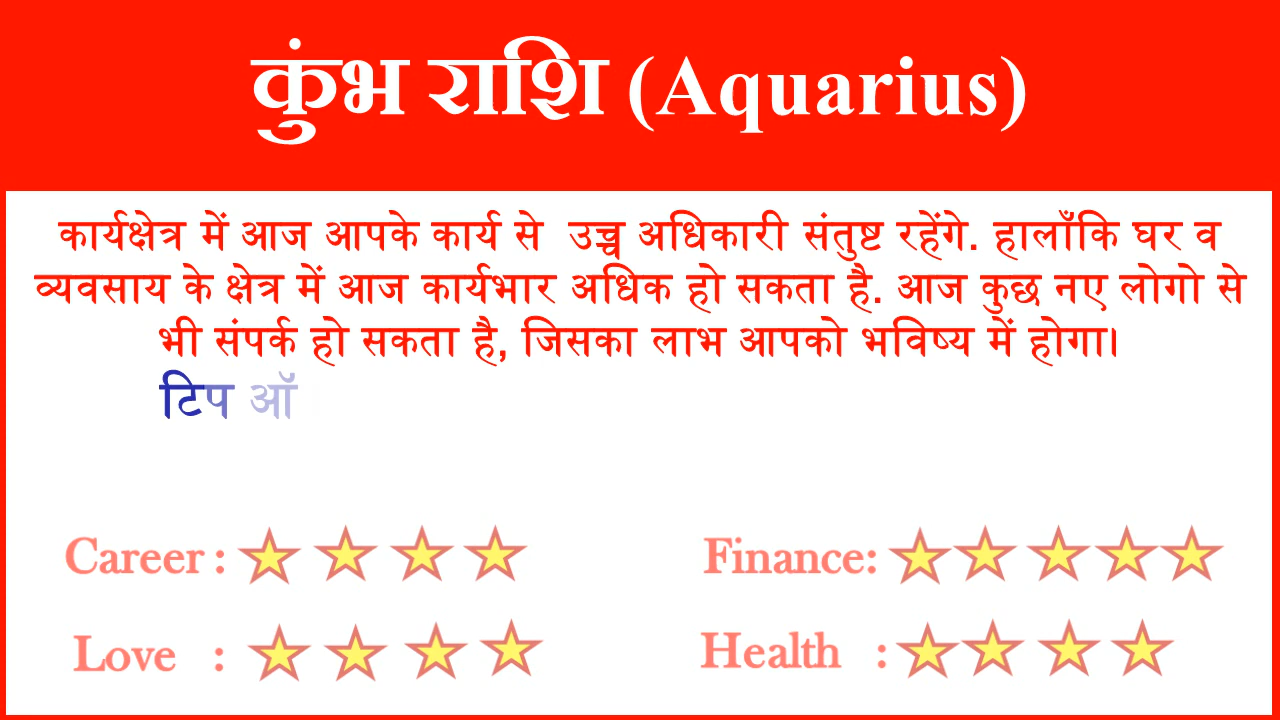 कुंभ राशि (Aquarius)
कार्यक्षेत्र में आज आपके कार्य से उच्च अधिकारी संतुष्ट रहेंगे. हालाँकि घर व
व्यवसाय के क्षेत्र में आज कार्यभार अधिक हो सकता है. आज कुछ नए लोगो से
भी संपर्क हो सकता है, जिसका लाभ आपको भविष्य में होगा।
टिप ऑ
Career : Finance:
Love : Health :